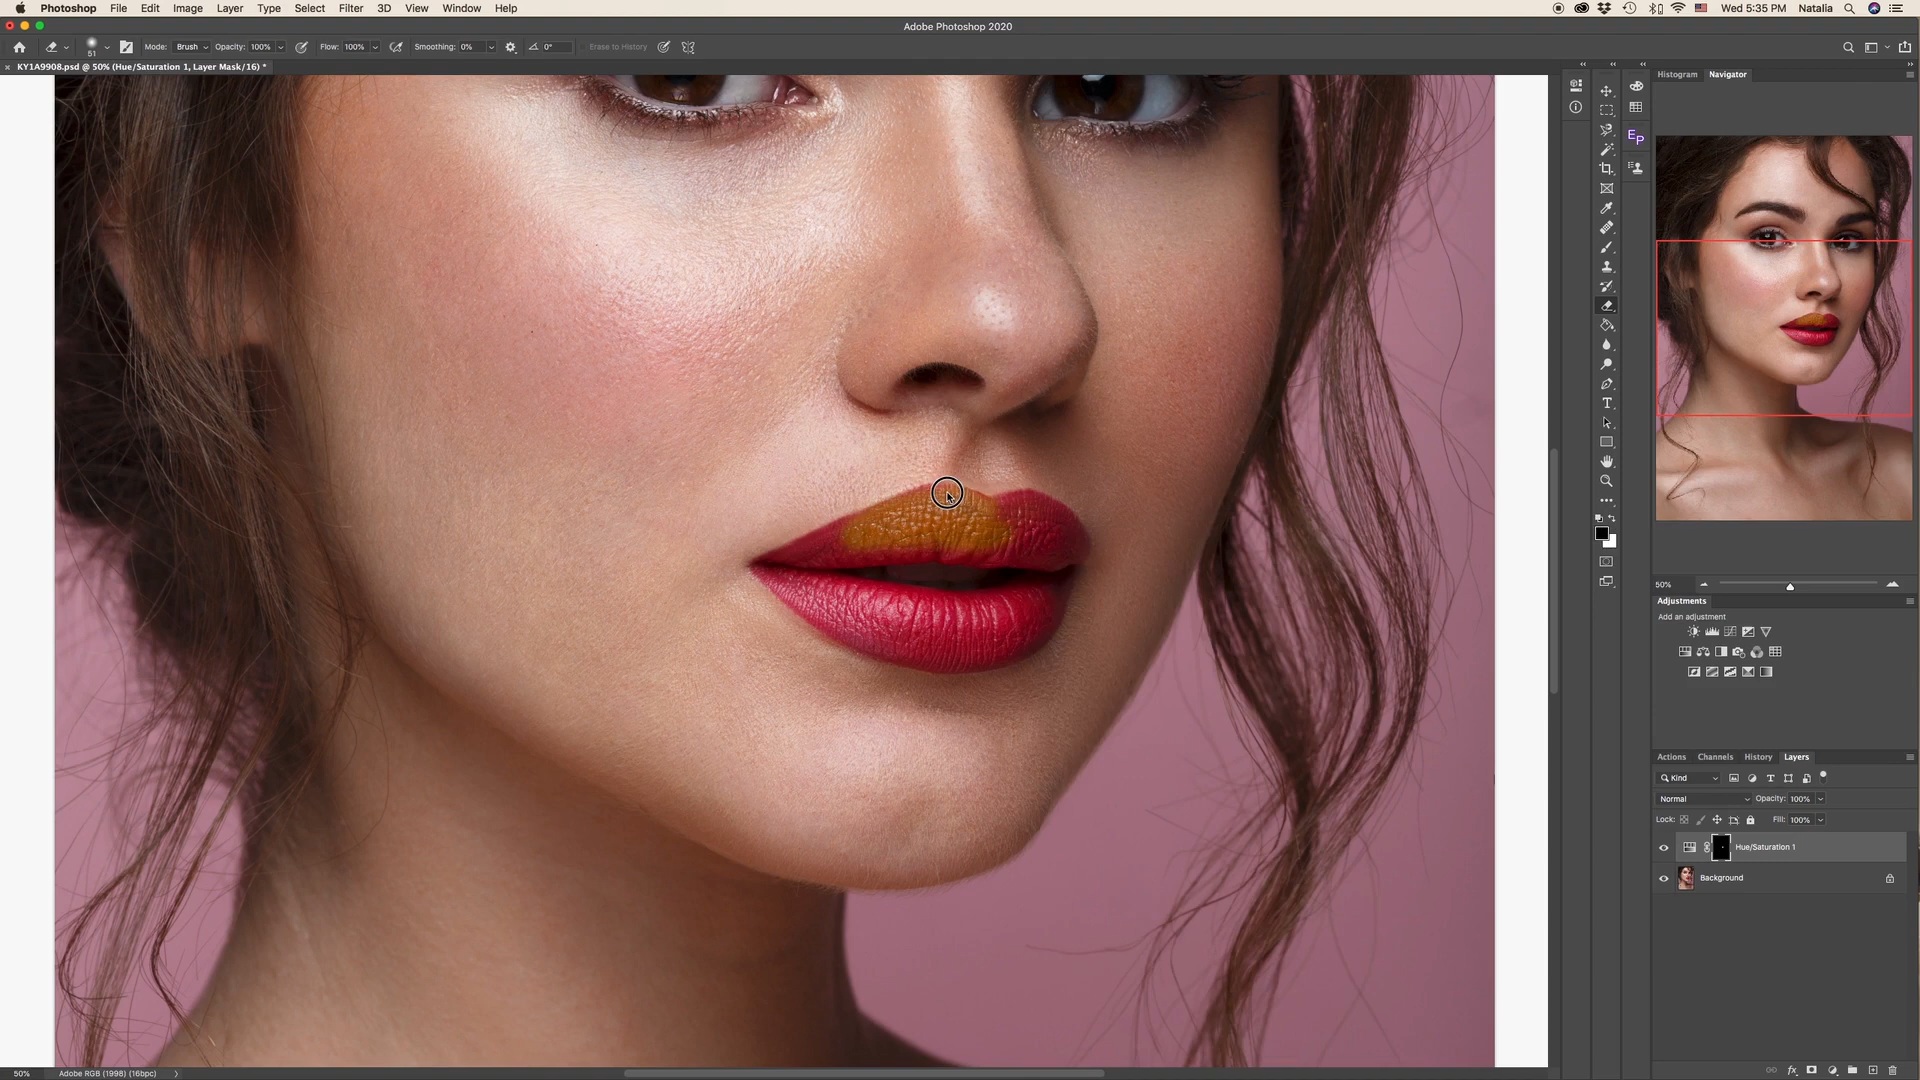 Photoshop File Edit Image Layer Type Select Filter 3D View Window Help Wed 5:35 PM Natalia
Adobe Photoshop 2020
51 Mode: Brush Opacity: 100% Flow: 100% Smoothing: 0% 0° Erase to History
KY1A9908.psd @ 50% (Hue/Saturation 1, Layer Mask/16) *
Histogram Navigator
EP
50%
Adjustments
Add an adjustment
Actions Channels History Layers
Kind
Normal Opacity: 100%
Lock: Fill: 100%
Hue/Saturation 1
Background
50% Adobe RGB (1998) (16bpc)